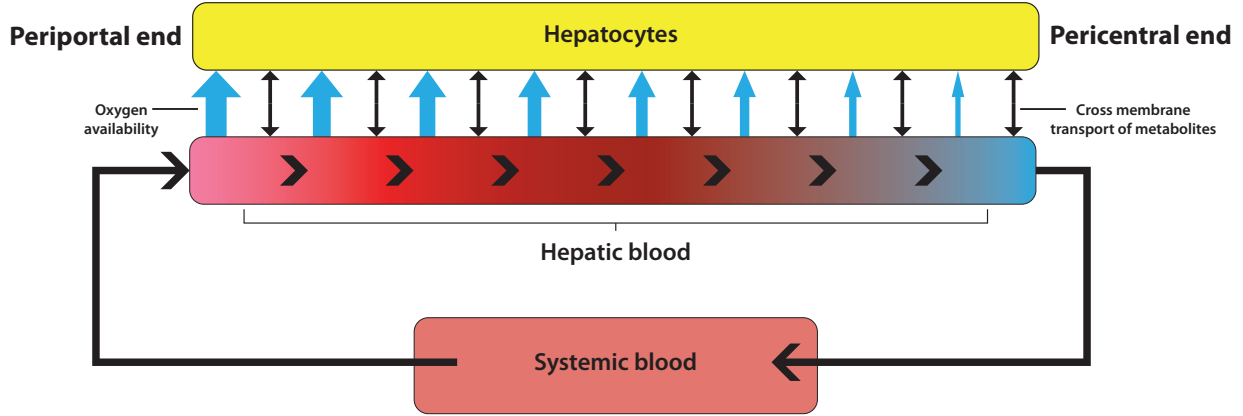 Hepatocytes
Periportal end
Pericentral end
Oxygen
availability
Cross membrane
transport of metabolites
Hepatic blood
Systemic blood